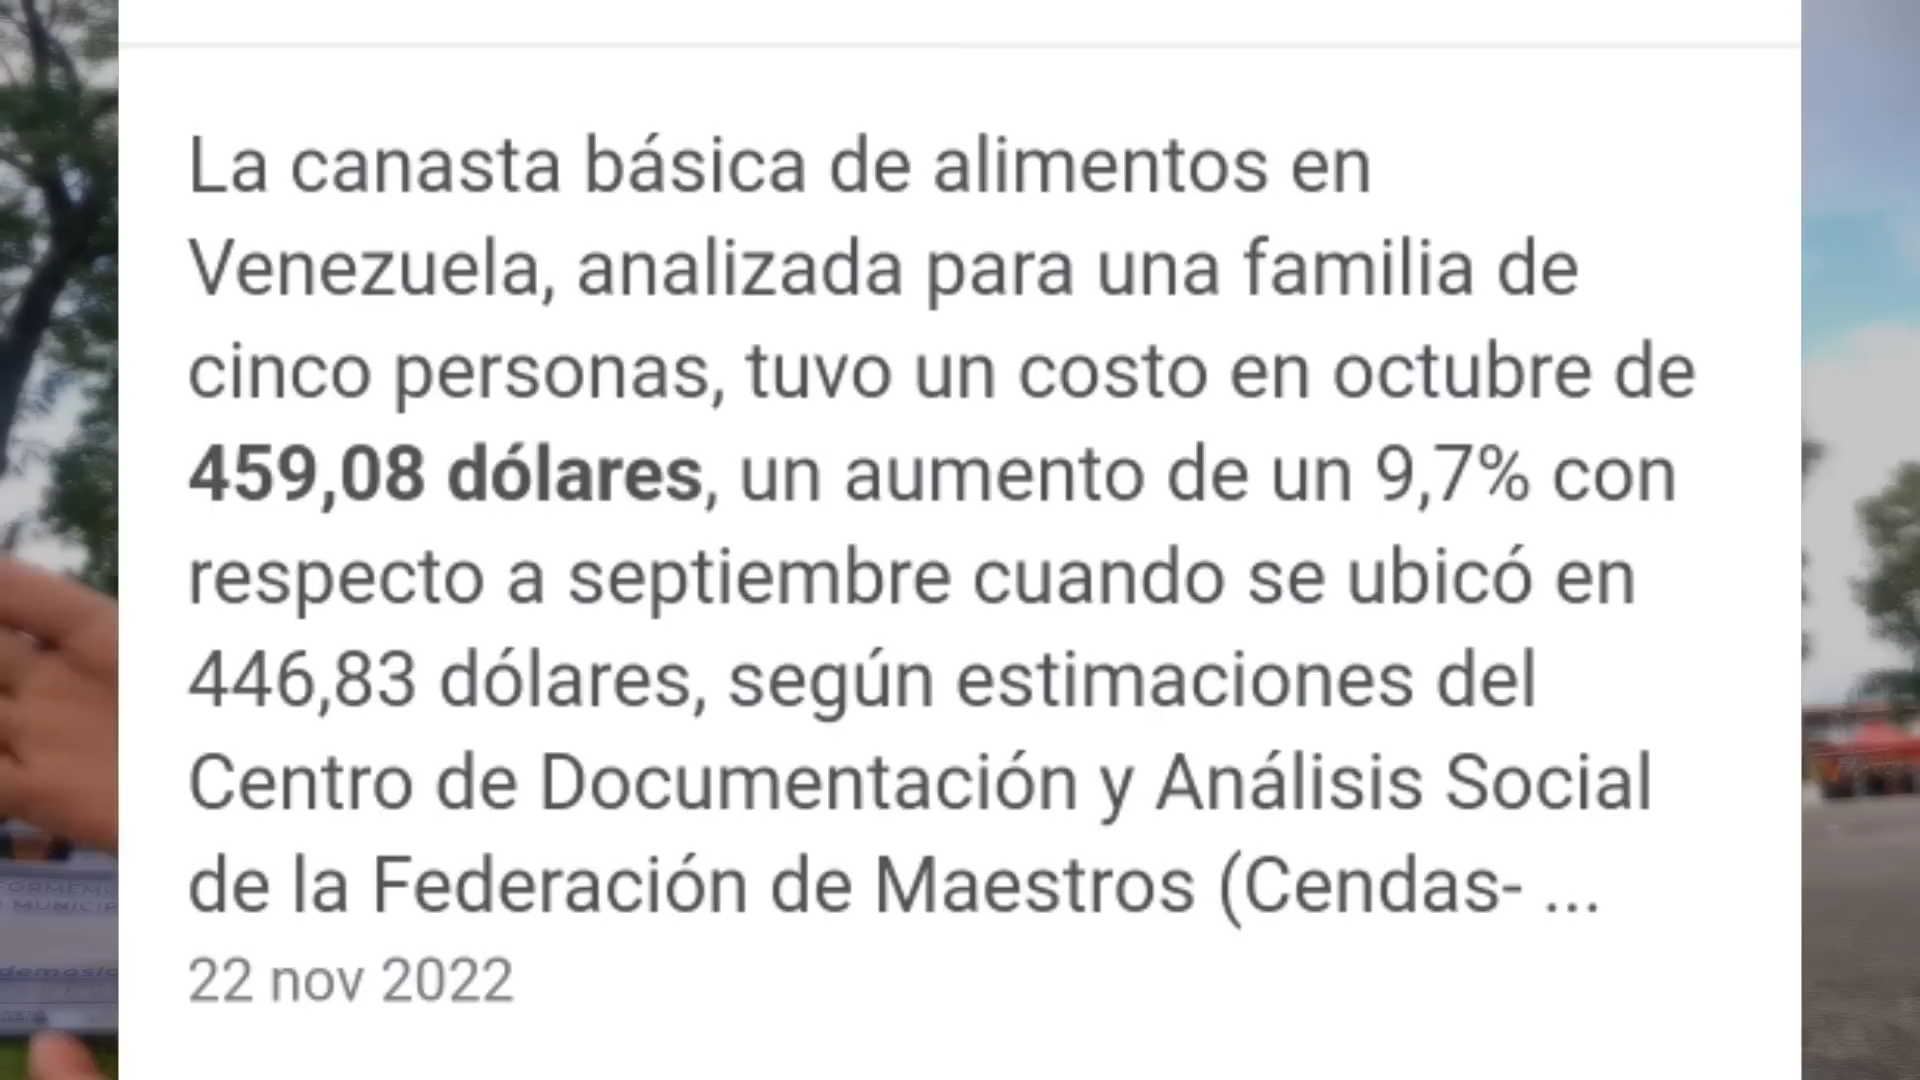 La canasta básica de alimentos en
Venezuela, analizada para una familia de
cinco personas, tuvo un costo en octubre de
459,08 dólares, un aumento de un 9,7% con
respecto a septiembre cuando se ubicó en
446,83 dólares, según estimaciones del
Centro de Documentación y Análisis Social
de la Federación de Maestros (Cendas- ...
22 nov 2022